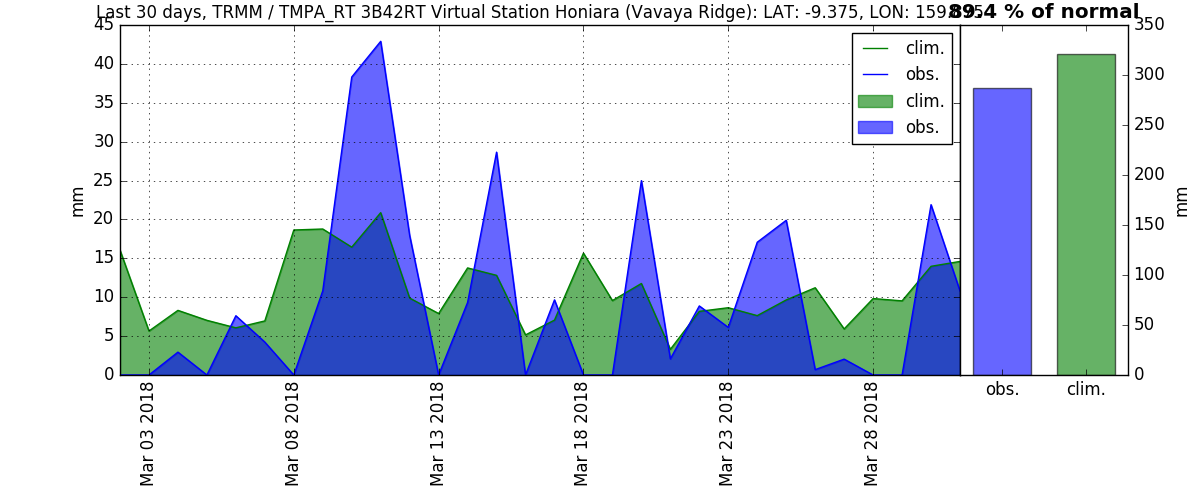 Last 30 days, TRMM / TMPA_RT 3B42RT Virtual Station Honiara (Vavaya Ridge): LAT: -9.375, LON: 159
89.4 % of normal
45
40
35
30
25
20
15
10
5
0
mm
clim.
obs.
clim.
obs.
350
300
250
200
150
100
50
0
mm
Mar 03 2018
Mar 08 2018
Mar 13 2018
Mar 18 2018
Mar 23 2018
Mar 28 2018
obs.
clim.